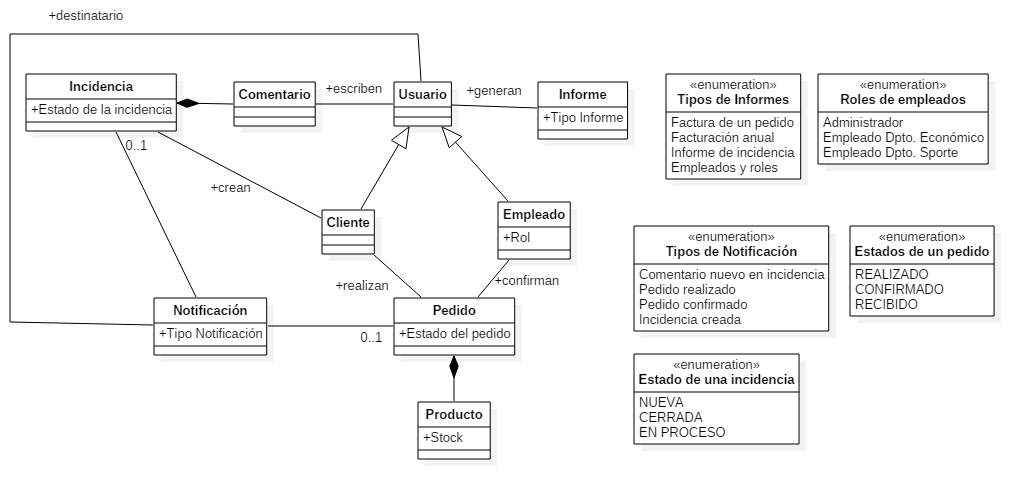 +destinatario
Incidencia
+Estado de la incidencia
Comentario
+escriben
Usuario
+generan
Informe
+Tipo Informe
«enumeration»
Tipos de Informes
Factura de un pedido
Facturación anual
Informe de incidencia
Empleados y roles
«enumeration»
Roles de empleados
Administrador
Empleado Dpto. Económico
Empleado Dpto. Sporte
0..1
+crean
Cliente
Empleado
+Rol
+realizan
+confirman
«enumeration»
Tipos de Notificación
Comentario nuevo en incidencia
Pedido realizado
Pedido confirmado
Incidencia creada
«enumeration»
Estados de un pedido
REALIZADO
CONFIRMADO
RECIBIDO
Notificación
+Tipo Notificación
0..1
Pedido
+Estado del pedido
Producto
+Stock
«enumeration»
Estado de una incidencia
NUEVA
CERRADA
EN PROCESO